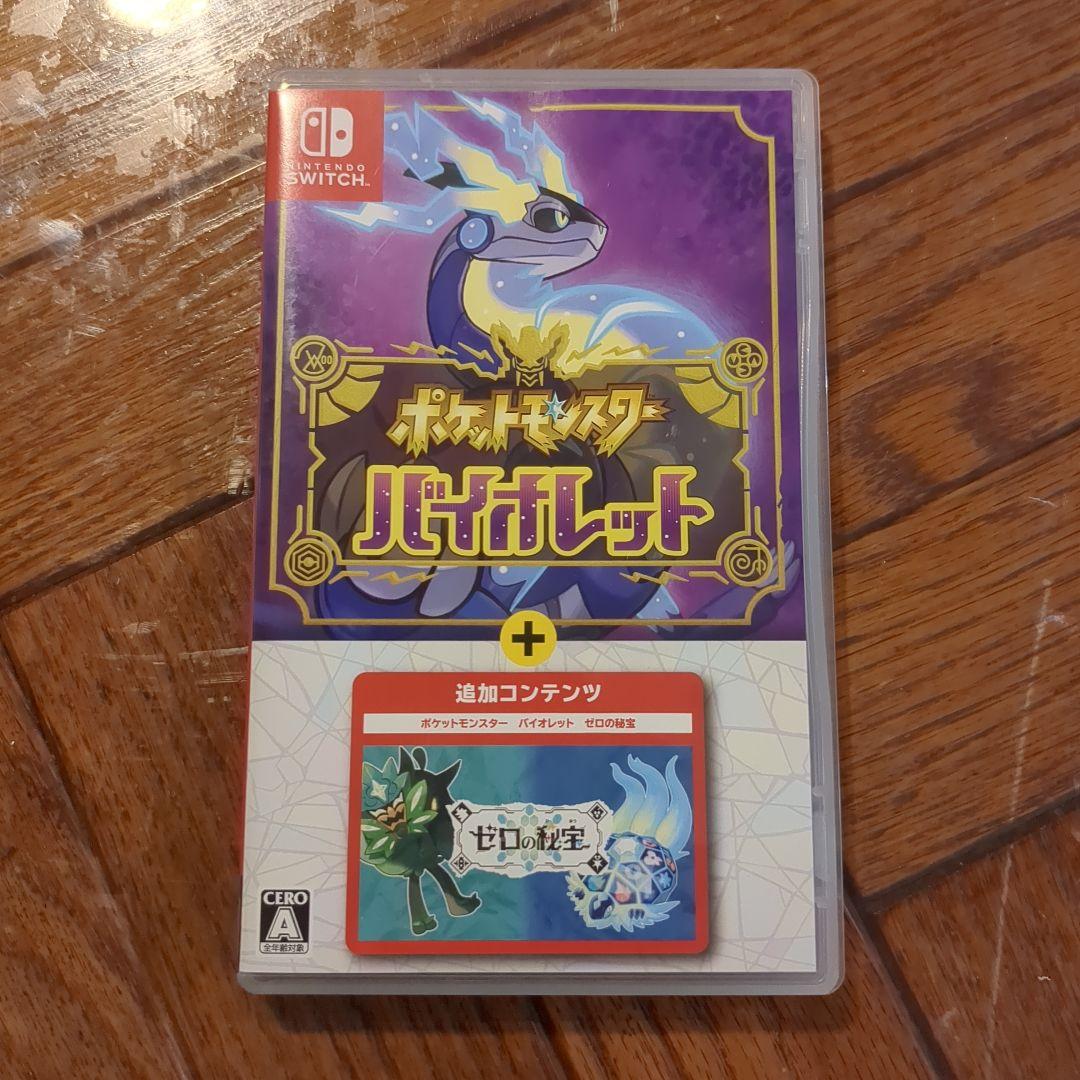 NINTENDO
SWITCH™
ポケットモンスター
バイオレット
+
追加コンテンツ
ポケットモンスター バイオレット ゼロの秘宝
ゼロの秘宝
CERO
A
全年齢対象